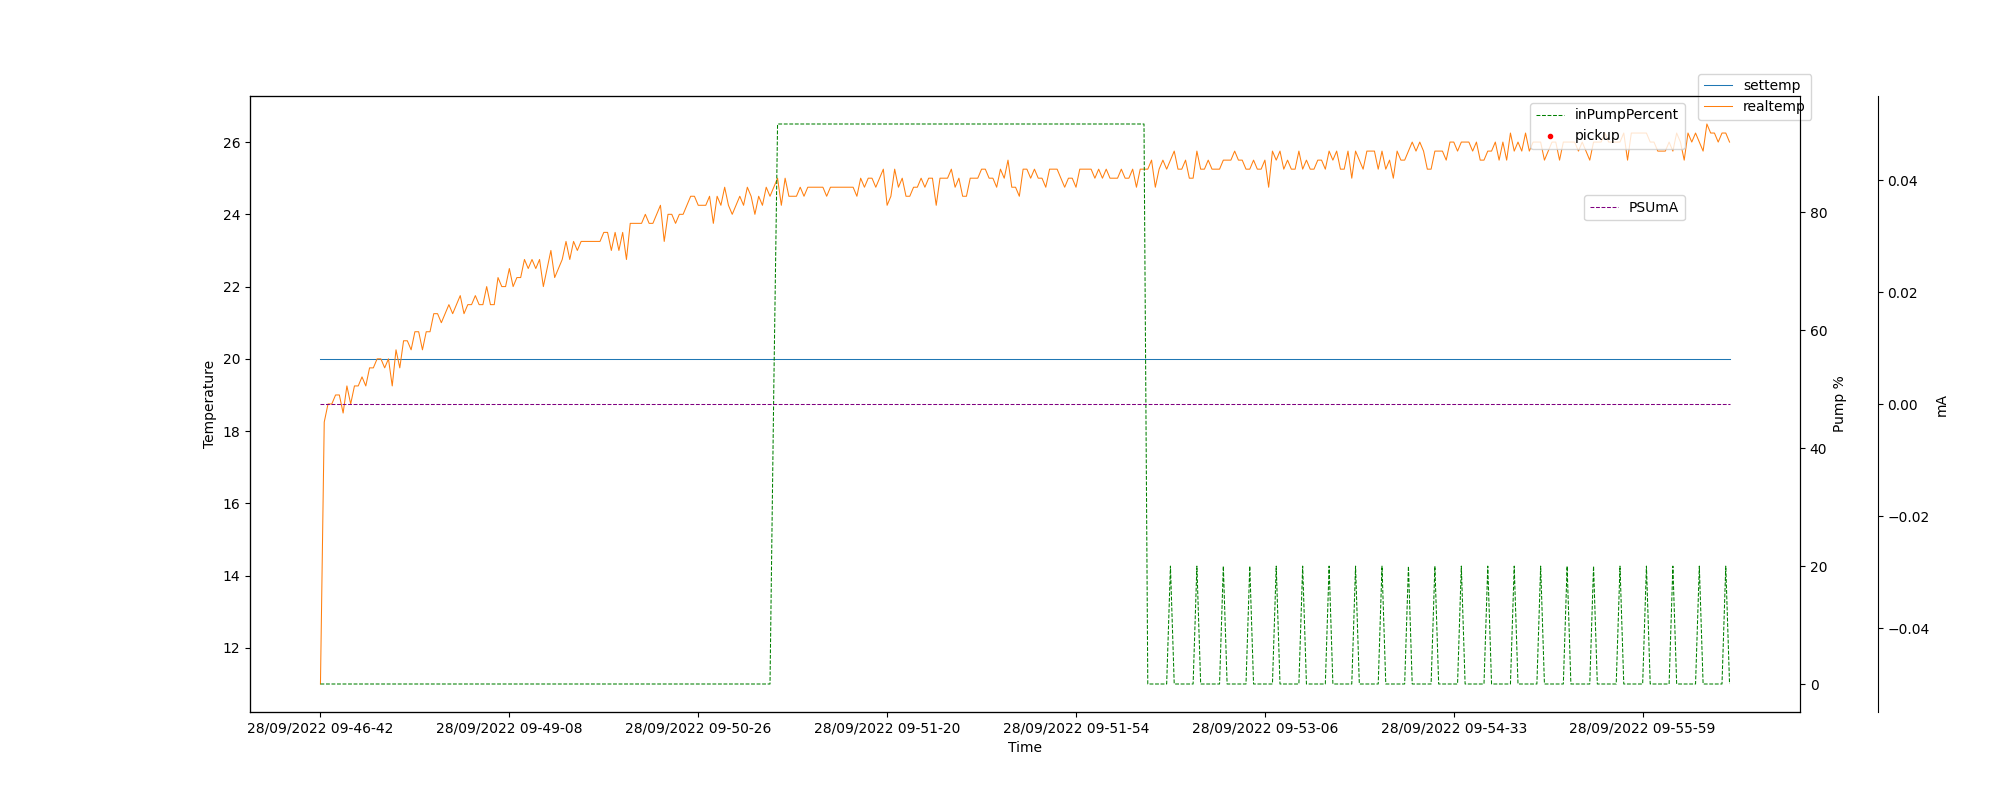 settemp
realtemp
inPumpPercent
pickup
PSUmA
Temperature
26
24
22
20
18
16
14
12
80
60
40
20
0
Pump %
0.04
0.02
0.00
−0.02
−0.04
mA
28/09/2022 09-46-42
28/09/2022 09-49-08
28/09/2022 09-50-26
28/09/2022 09-51-20
28/09/2022 09-51-54
28/09/2022 09-53-06
28/09/2022 09-54-33
28/09/2022 09-55-59
Time